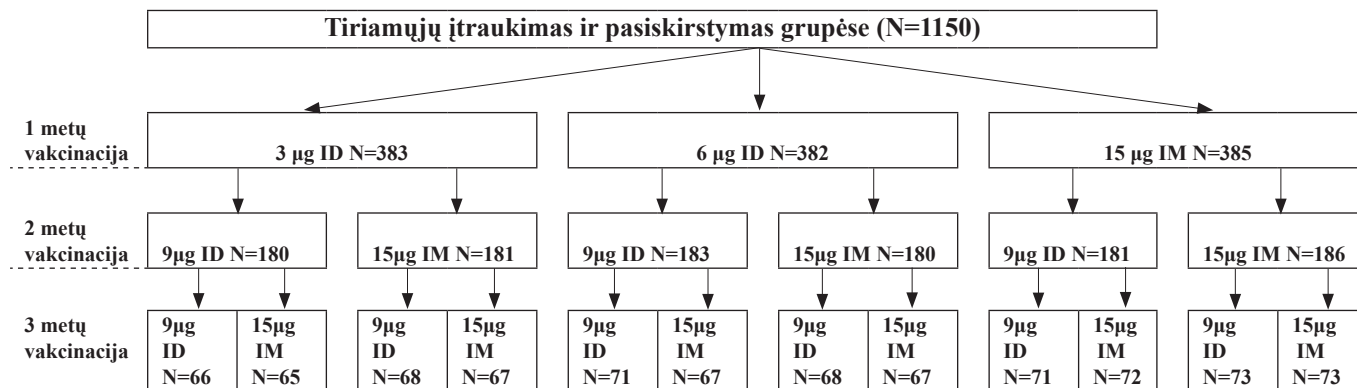 Tiriamųjų įtraukimas ir pasiskirstymas grupėse (N=1150)
1 metų
vakcinacija
3 µg ID N=383
6 µg ID N=382
15 µg IM N=385
2 metų
vakcinacija
9µg ID N=180
15µg IM N=181
9µg ID N=183
15µg IM N=180
9µg ID N=181
15µg IM N=186
3 metų
vakcinacija
9µg
ID
N=66
15µg
IM
N=65
9µg
ID
N=68
15µg
IM
N=67
9µg
ID
N=71
15µg
IM
N=67
9µg
ID
N=68
15µg
IM
N=67
9µg
ID
N=71
15µg
IM
N=72
9µg
ID
N=73
15µg
IM
N=73